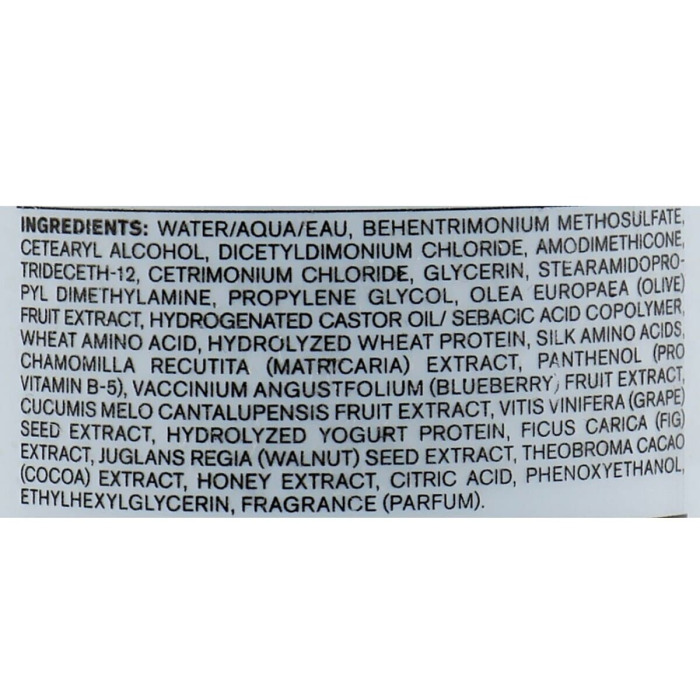 INGREDIENTS: WATER/AQUA/EAU, BEHENTRIMONIUM METHOSULFATE,
CETEARYL ALCOHOL, DICETYLDIMONIUM CHLORIDE, AMODIMETHICONE,
TRIDECETH-12, CETRIMONIUM CHLORIDE, GLYCERIN, STEARAMIDOPRO-
PYL DIMETHYLAMINE, PROPYLENE GLYCOL, OLEA EUROPAEA (OLIVE)
FRUIT EXTRACT, HYDROGENATED CASTOR OIL/ SEBACIC ACID COPOLYMER,
WHEAT AMINO ACID, HYDROLYZED WHEAT PROTEIN, SILK AMINO ACIDS,
CHAMOMILLA RECUTITA (MATRICARIA) EXTRACT, PANTHENOL (PRO
VITAMIN B-5), VACCINIUM ANGUSTFOLIUM (BLUEBERRY) FRUIT EXTRACT,
CUCUMIS MELO CANTALUPENSIS FRUIT EXTRACT, VITIS VINIFERA (GRAPE)
SEED EXTRACT, HYDROLYZED YOGURT PROTEIN, FICUS CARICA (FIG)
EXTRACT, JUGLANS REGIA (WALNUT) SEED EXTRACT, THEOBROMA CACAO
(COCOA) EXTRACT, HONEY EXTRACT, CITRIC ACID, PHENOXYETHANOL,
ETHYLHEXYLGLYCERIN, FRAGRANCE (PARFUM).